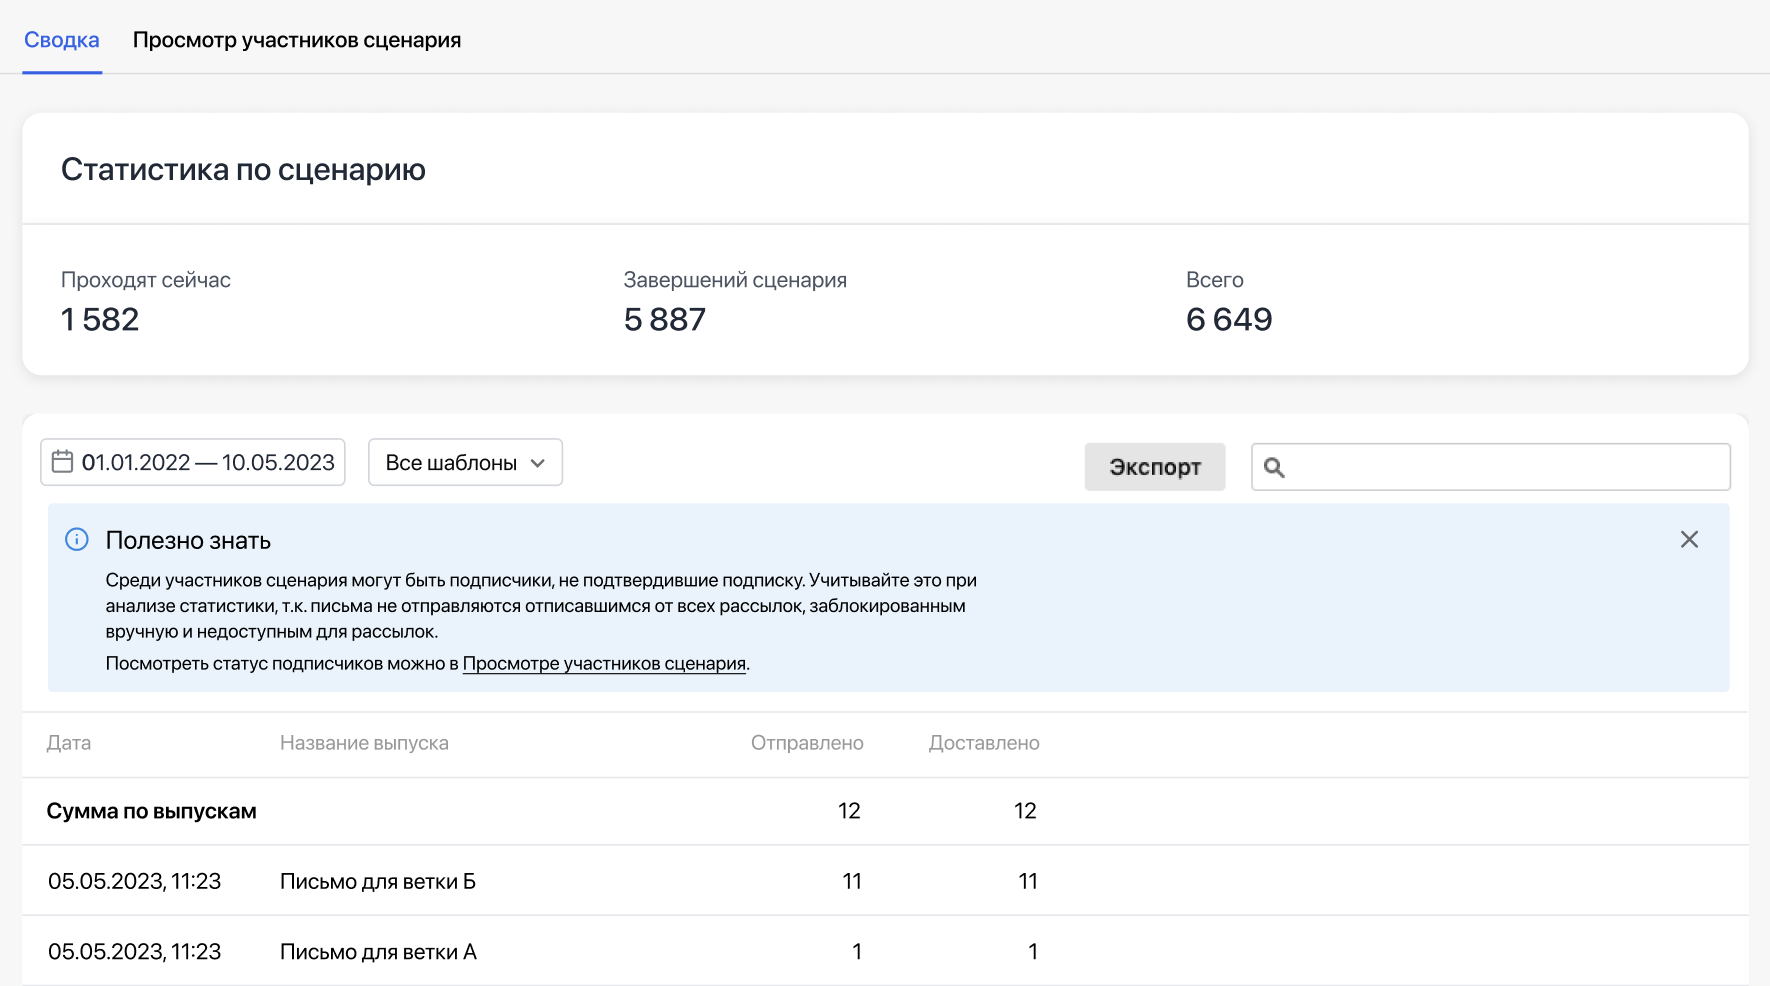 Сводка Просмотр участников сценария
Статистика по сценарию
Проходят сейчас Завершений сценария Всего
1 582 5 887 6 649
01.01.2022 — 10.05.2023 Все шаблоны Экспорт
Полезно знать
Среди участников сценария могут быть подписчики, не подтвердившие подписку. Учитывайте это при
анализе статистики, т.к. письма не отправляются отписавшимся от всех рассылок, заблокированным
вручную и недоступным для рассылок.
Посмотреть статус подписчиков можно в Просмотре участников сценария.
Дата Название выпуска Отправлено Доставлено
Сумма по выпускам 12 12
05.05.2023, 11:23 Письмо для ветки Б 11 11
05.05.2023, 11:23 Письмо для ветки А 1 1